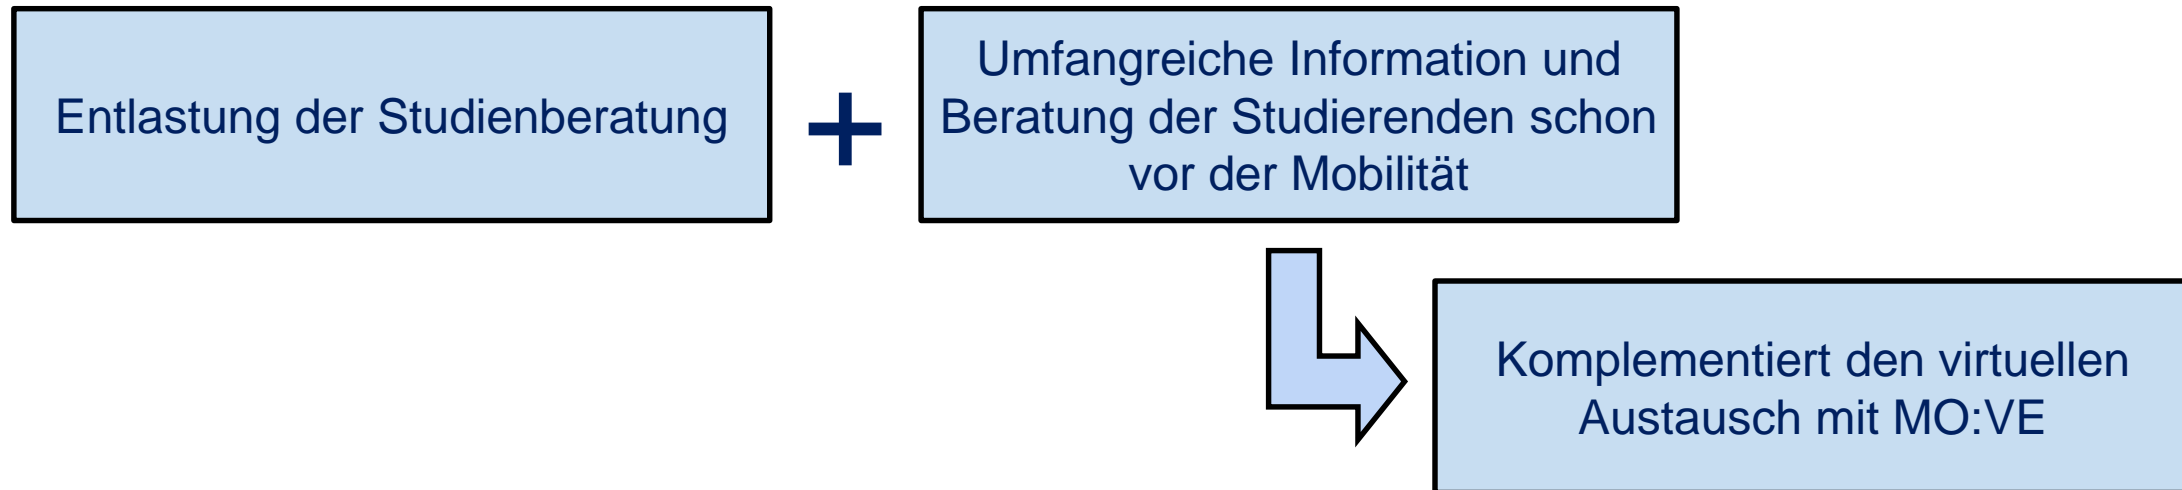 Entlastung der Studienberatung
+
Umfangreiche Information und
Beratung der Studierenden schon
vor der Mobilität
Komplementiert den virtuellen
Austausch mit MO:VE